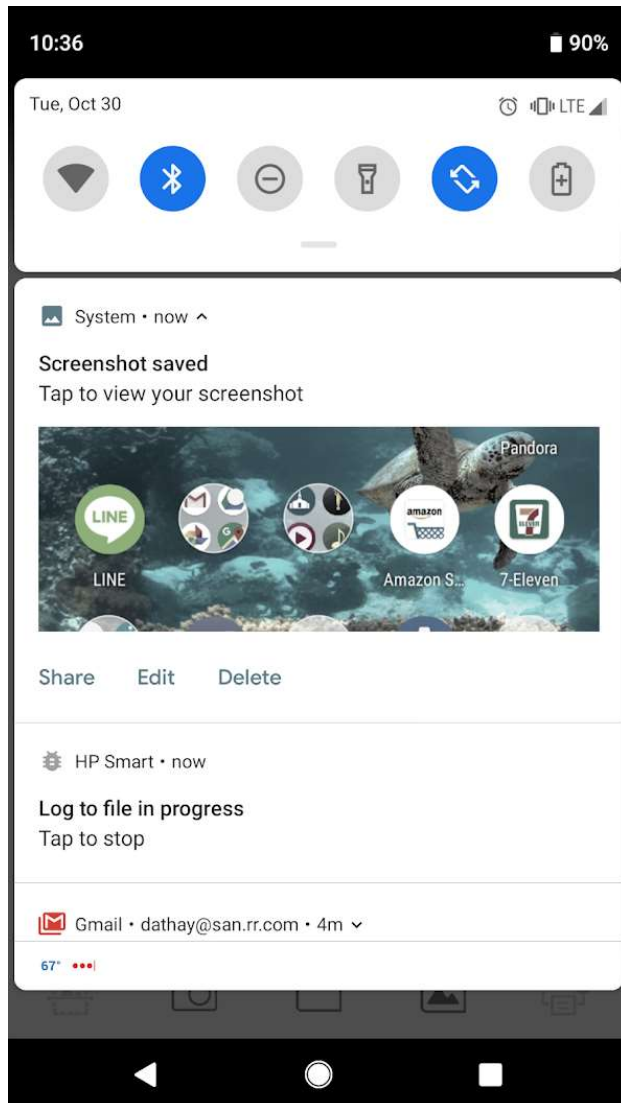 10:36 90%
Tue, Oct 30 LTE
System • now
Screenshot saved
Tap to view your screenshot
Pandora
LINE
amazon
ELEVEN
LINE Amazon S... 7-Eleven
Share Edit Delete
HP Smart • now
Log to file in progress
Tap to stop
Gmail • dathay@san.rr.com • 4m
67°